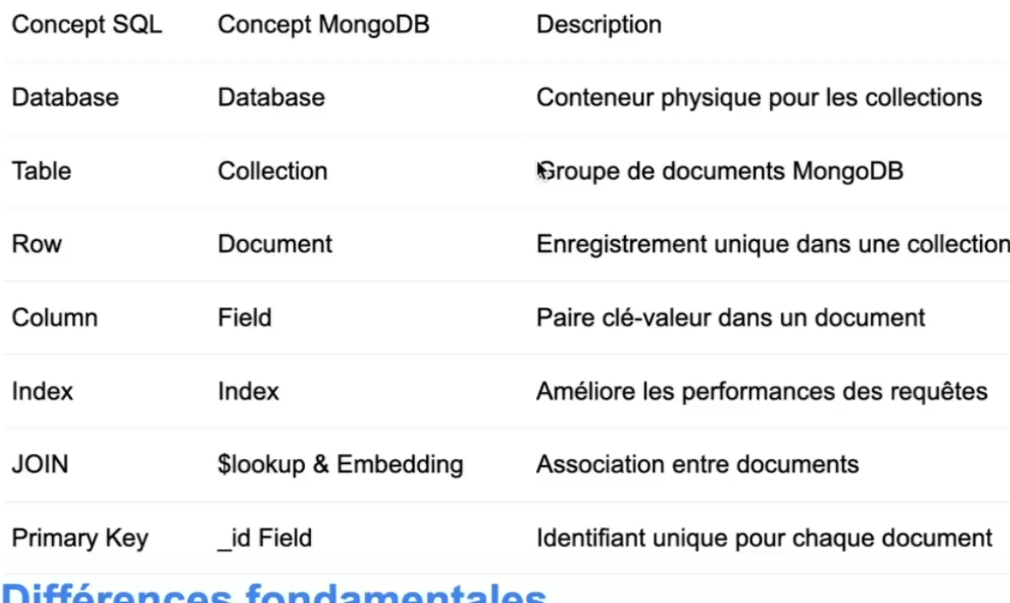 Concept SQL Concept MongoDB Description
Database Database Conteneur physique pour les collections
Table Collection Groupe de documents MongoDB
Row Document Enregistrement unique dans une collection
Column Field Paire clé-valeur dans un document
Index Index Améliore les performances des requêtes
JOIN $lookup & Embedding Association entre documents
Primary Key _id Field Identifiant unique pour chaque document
Différences fondamentales